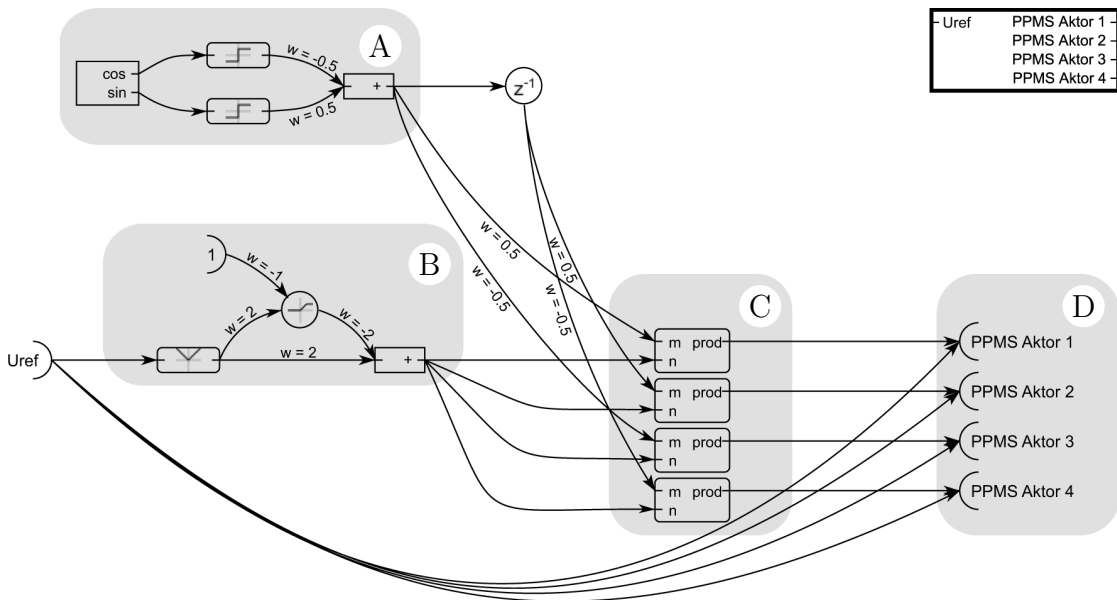 A
cos
sin
w = -0.5
w = 0.5
+
z-1
Uref
PPMS Aktor 1
PPMS Aktor 2
PPMS Aktor 3
PPMS Aktor 4
B
1
w = -1
w = 2
w = -2
w = 2
+
Uref
w = 0.5
w = -0.5
w = 0.5
w = -0.5
C
m prod
n
m prod
n
m prod
n
m prod
n
D
PPMS Aktor 1
PPMS Aktor 2
PPMS Aktor 3
PPMS Aktor 4